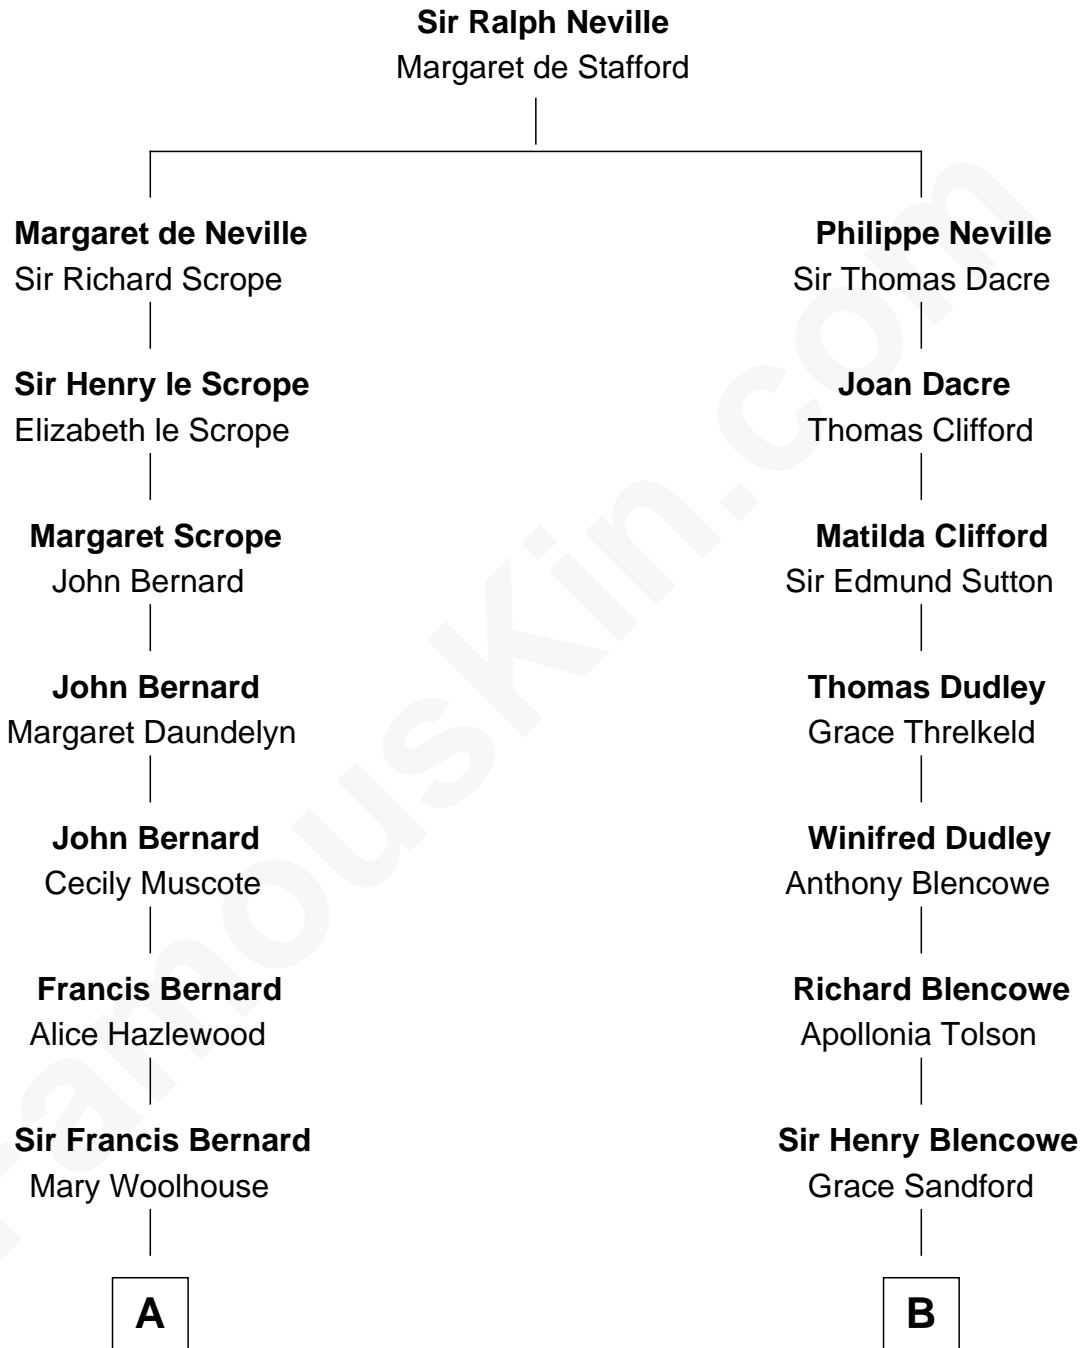 Sir Ralph Neville
Margaret de Stafford
Margaret de Neville
Sir Richard Scrope
Philippe Neville
Sir Thomas Dacre
Sir Henry le Scrope
Elizabeth le Scrope
Joan Dacre
Thomas Clifford
Margaret Scrope
John Bernard
Matilda Clifford
Sir Edmund Sutton
John Bernard
Margaret Daundelyn
Thomas Dudley
Grace Threlkeld
John Bernard
Cecily Muscote
Winifred Dudley
Anthony Blencowe
Francis Bernard
Alice Hazlewood
Richard Blencowe
Apollonia Tolson
Sir Francis Bernard
Mary Woolhouse
Sir Henry Blencowe
Grace Sandford
A
B
FamousKin.com